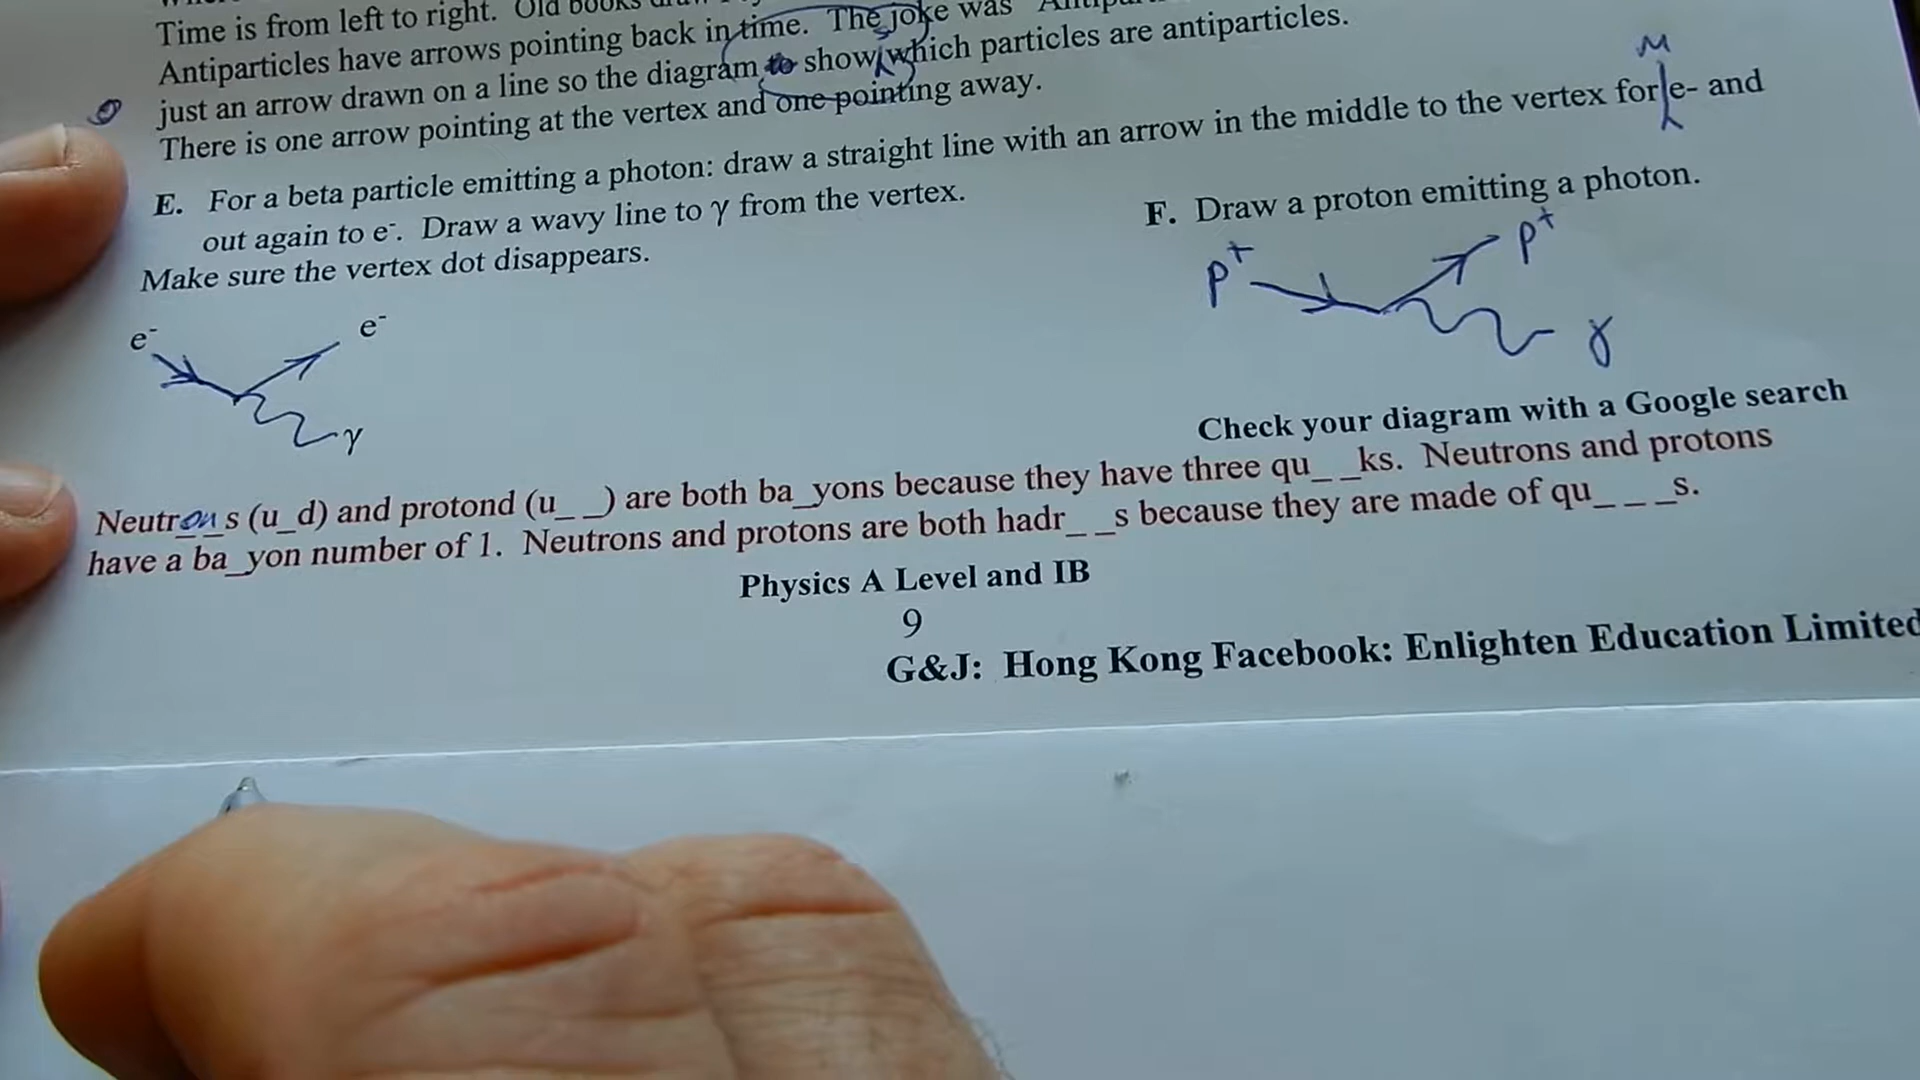 Time is from left to right. Old books
Antiparticles have arrows pointing back in time. The joke was
just an arrow drawn on a line so the diagram to show which particles are antiparticles.
There is one arrow pointing at the vertex and one pointing away.
M
E. For a beta particle emitting a photon: draw a straight line with an arrow in the middle to the vertex for e- and
out again to e-. Draw a wavy line to γ from the vertex.
Make sure the vertex dot disappears.
F. Draw a proton emitting a photon.
e- e- γ
p+ p+ γ
Check your diagram with a Google search
Neutrons (u_d) and protond (u_ _) are both ba_yons because they have three qu_ _ks. Neutrons and protons
have a ba_yon number of 1. Neutrons and protons are both hadr_ _s because they are made of qu_ _ _s.
Physics A Level and IB
9
G&J: Hong Kong Facebook: Enlighten Education Limited